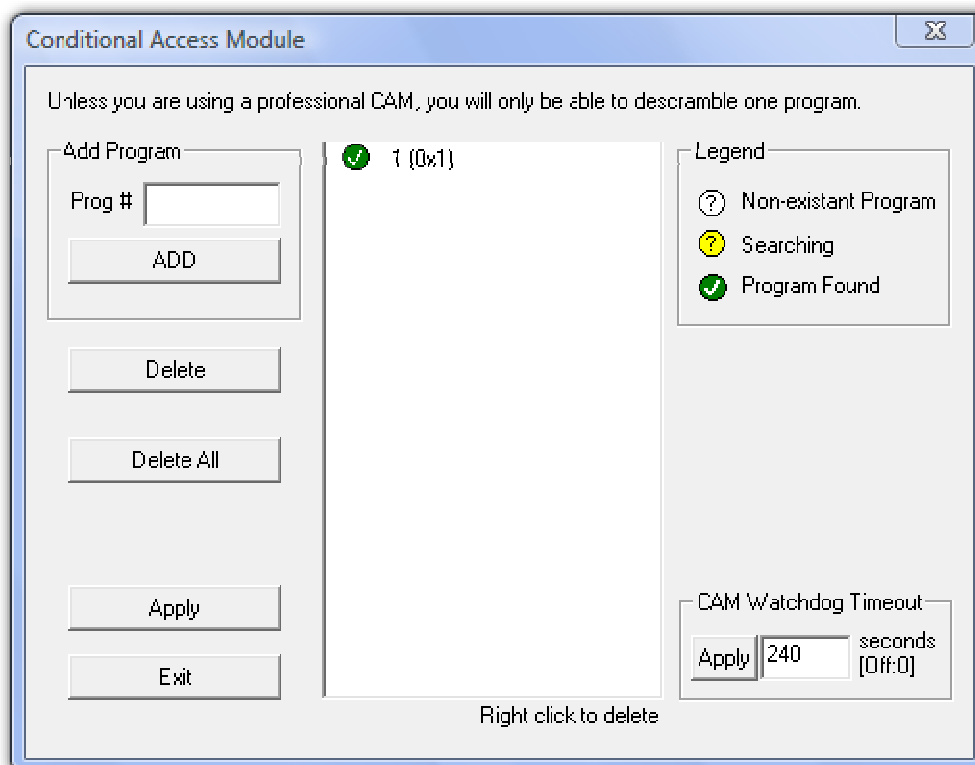 Conditional Access Module
Unless you are using a professional CAM, you will only be able to descramble one program.
Add Program
Prog #
ADD
Delete
Delete All
Apply
Exit
1 (0x1)
Right click to delete
Legend
? Non-existant Program
? Searching
Program Found
CAM Watchdog Timeout
Apply 240 seconds
[Off:0]